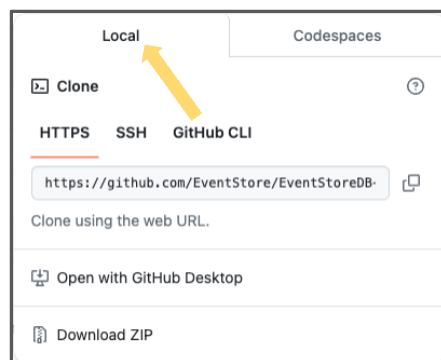 Local Codespaces
Clone
HTTPS SSH GitHub CLI
https://github.com/EventStore/EventStoreDB-
Clone using the web URL.
Open with GitHub Desktop
Download ZIP